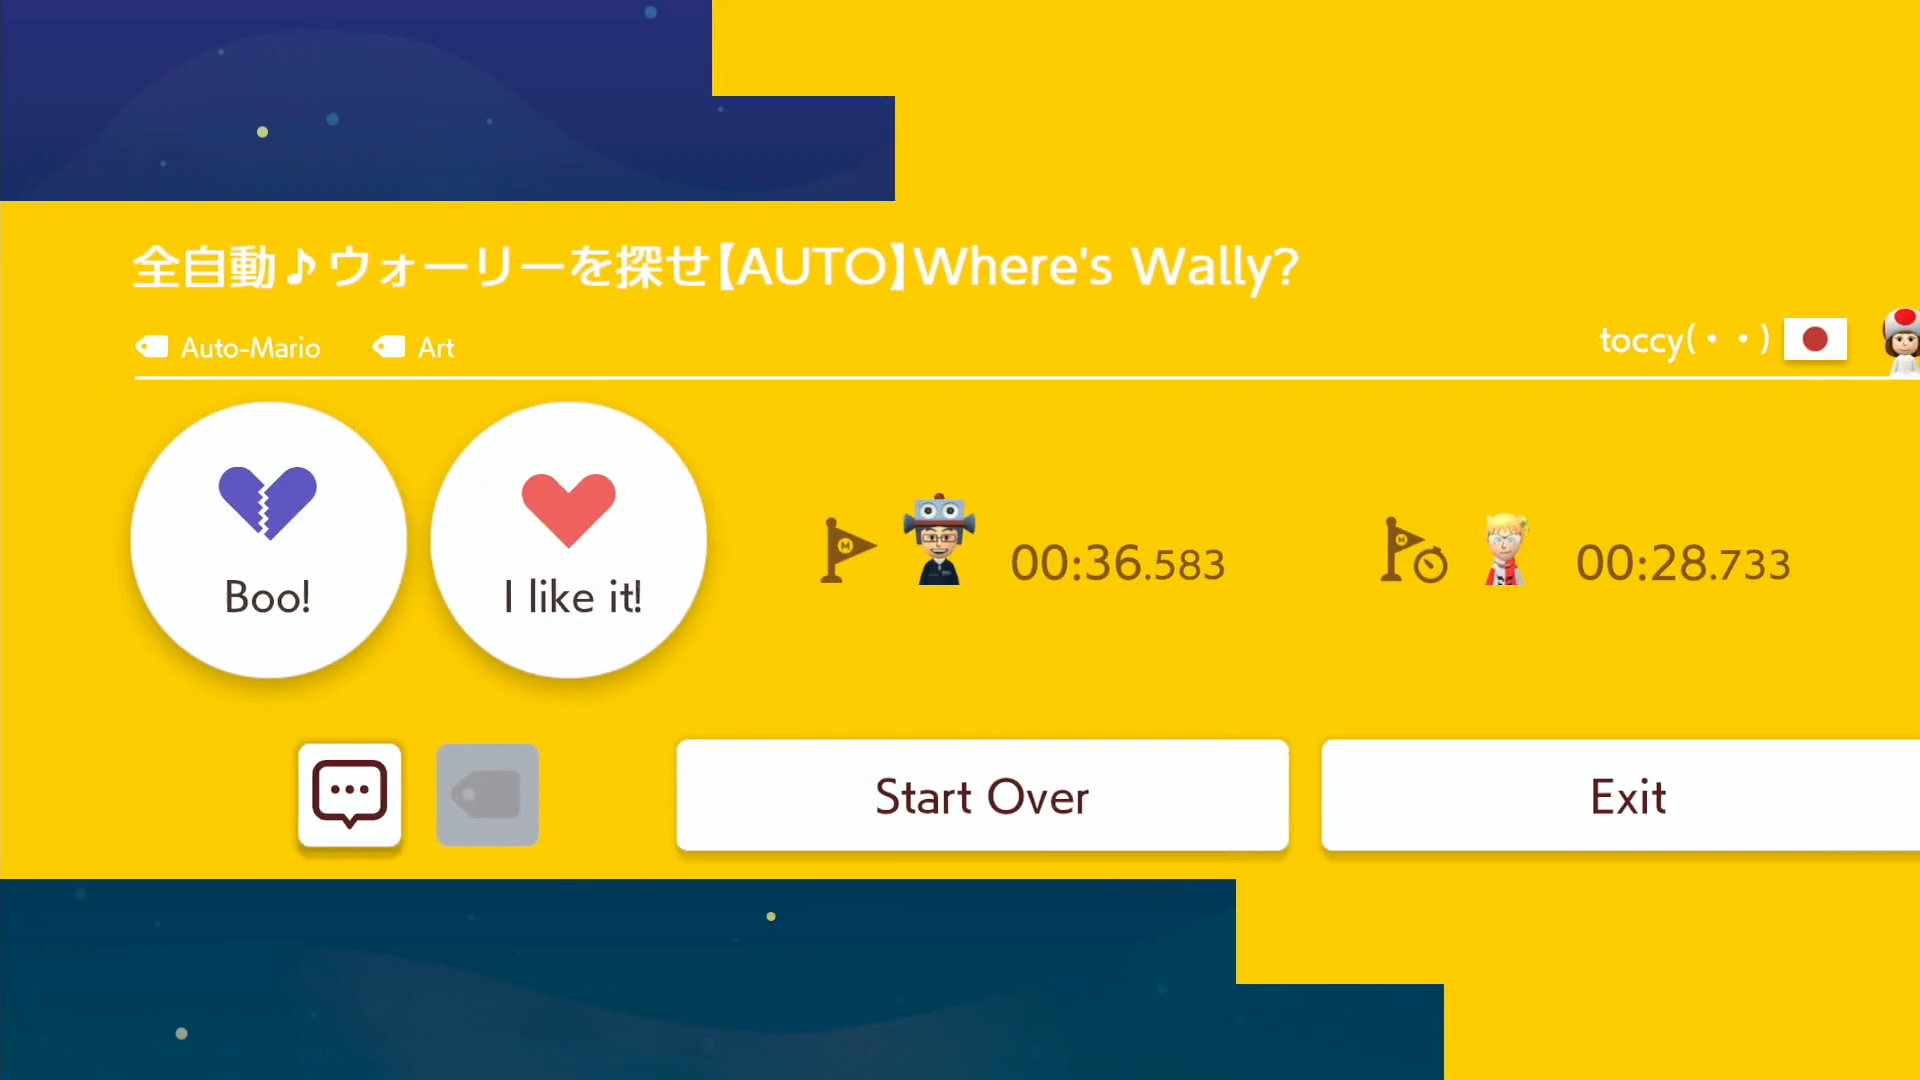 全自動♪ウォーリーを探せ【AUTO】Where's Wally?
Auto-Mario Art
toccy(・・)
Boo!
I like it!
M
00:36.583
M
00:28.733
Start Over
Exit